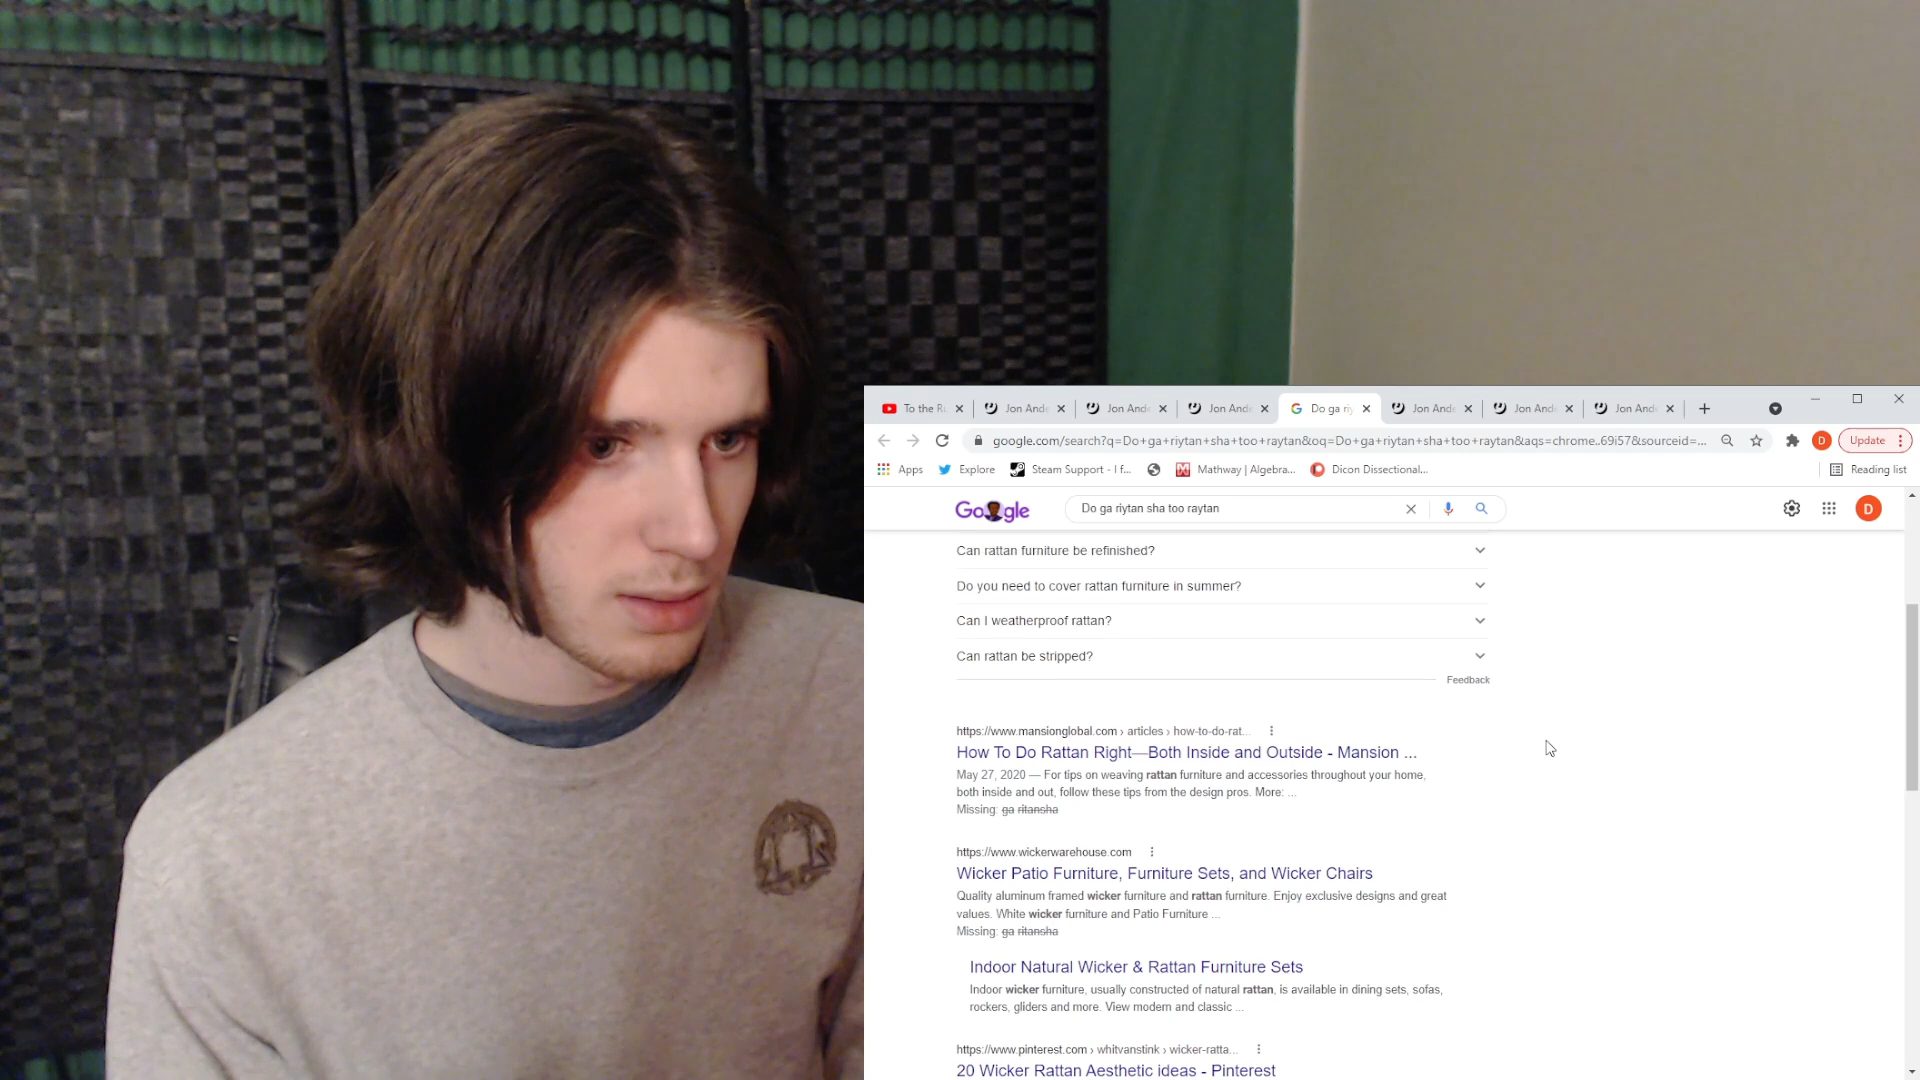 To the R
Jon And
Jon And
Jon And
Do ga riy
Jon And
Jon And
Jon And
google.com/search?q=Do+ga+riytan+sha+too+raytan&oq=Do+ga+riytan+sha+too+raytan&aqs=chrome..69i57&sourceid=...
D
Update
Apps
Explore
Steam Support - I f...
Mathway | Algebra...
Dicon Dissectional...
Reading list
Google
Do ga riytan sha too raytan
D
Can rattan furniture be refinished?
Do you need to cover rattan furniture in summer?
Can I weatherproof rattan?
Can rattan be stripped?
Feedback
https://www.mansionglobal.com › articles › how-to-do-rat...
How To Do Rattan Right—Both Inside and Outside - Mansion ...
May 27, 2020 — For tips on weaving rattan furniture and accessories throughout your home,
both inside and out, follow these tips from the design pros. More: ...
Missing: ga ritansha
https://www.wickerwarehouse.com
Wicker Patio Furniture, Furniture Sets, and Wicker Chairs
Quality aluminum framed wicker furniture and rattan furniture. Enjoy exclusive designs and great
values. White wicker furniture and Patio Furniture ...
Missing: ga ritansha
Indoor Natural Wicker & Rattan Furniture Sets
Indoor wicker furniture, usually constructed of natural rattan, is available in dining sets, sofas,
rockers, gliders and more. View modern and classic ...
https://www.pinterest.com › whitvanstink › wicker-ratta...
20 Wicker Rattan Aesthetic ideas - Pinterest